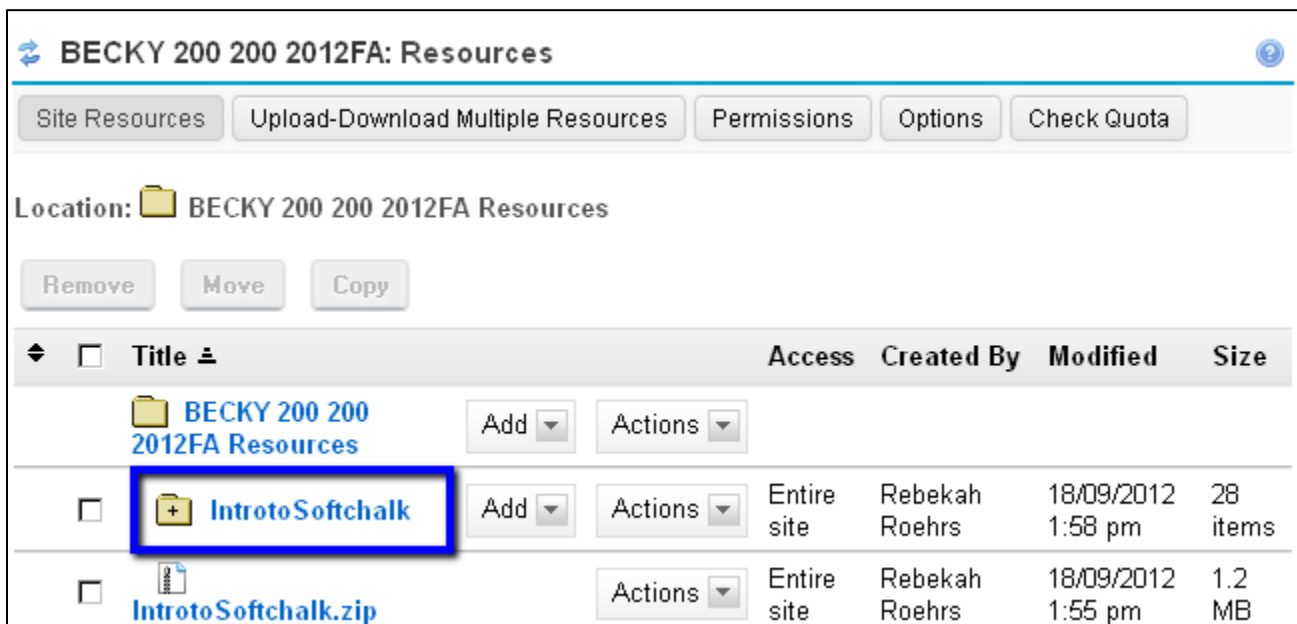 BECKY 200 200 2012FA: Resources
Site Resources Upload-Download Multiple Resources Permissions Options Check Quota
Location: BECKY 200 200 2012FA Resources
Remove Move Copy
Title Access Created By Modified Size
BECKY 200 200
2012FA Resources Add Actions
IntrotoSoftchalk Add Actions Entire site Rebekah Roehrs 18/09/2012 1:58 pm 28 items
IntrotoSoftchalk.zip Actions Entire site Rebekah Roehrs 18/09/2012 1:55 pm 1.2 MB